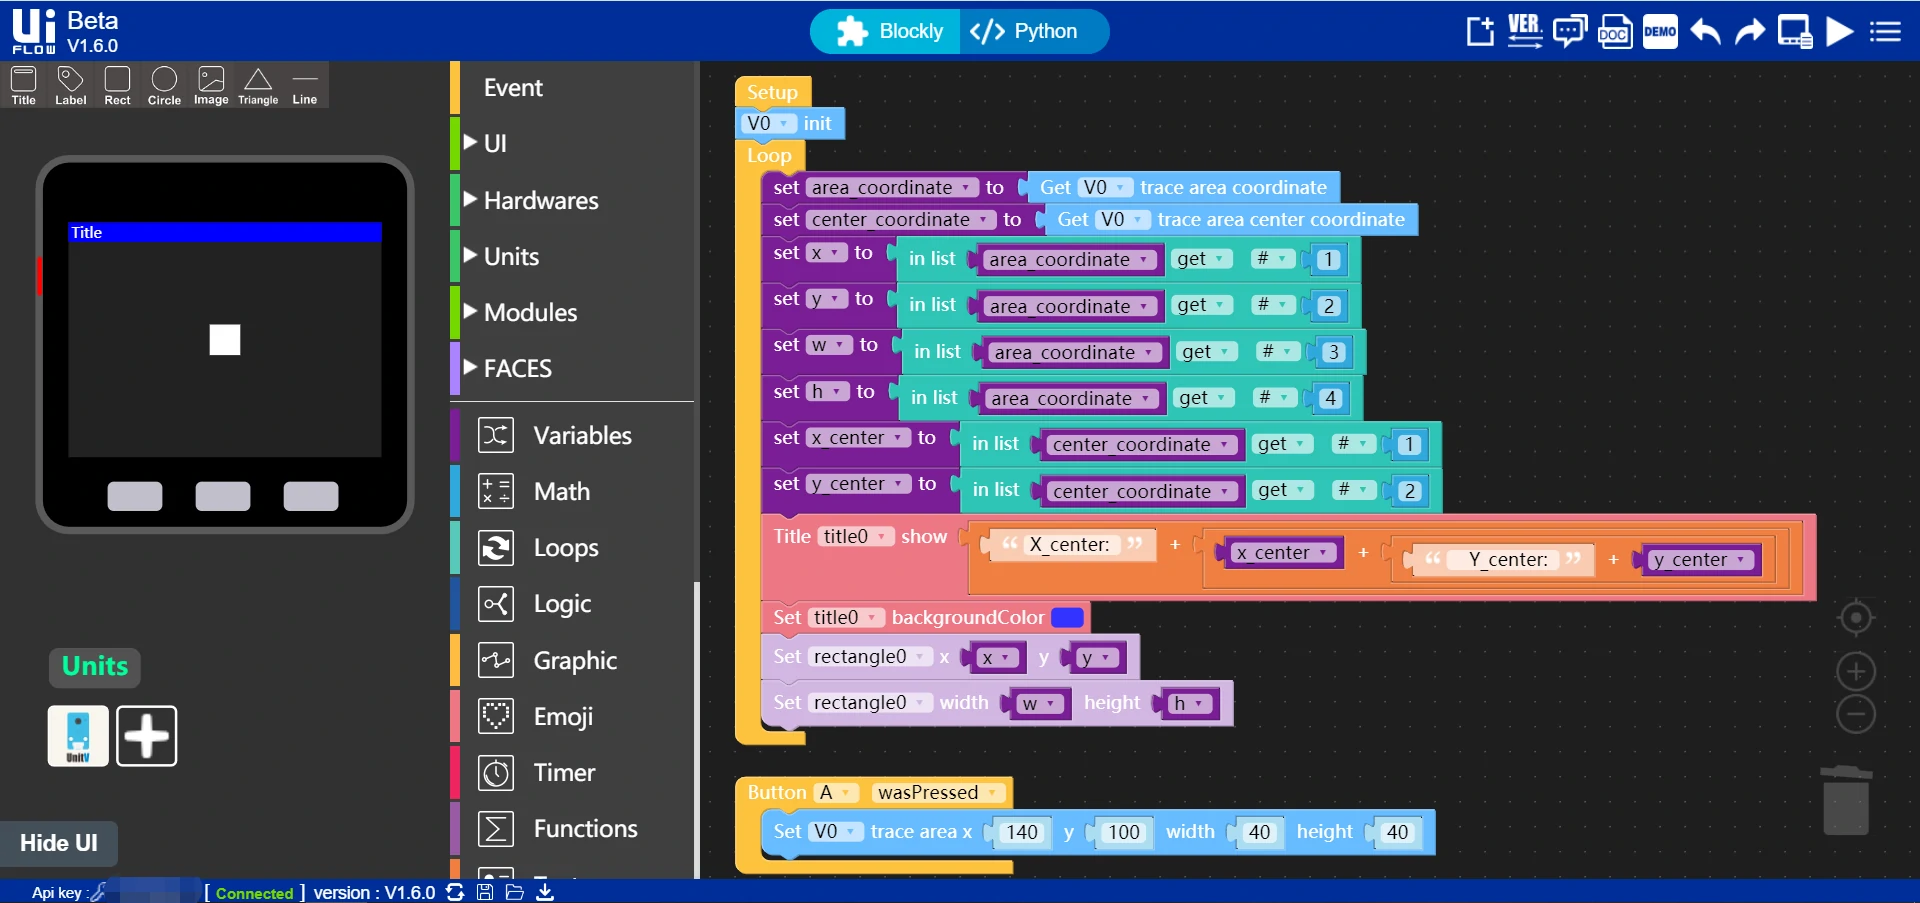 Ui FLOW Beta V1.6.0
Blockly </> Python
VER. DOC DEMO
Title Label Rect Circle Image Triangle Line
Title
Units
UnitV
Hide UI
Event
UI
Hardwares
Units
Modules
FACES
Variables
Math
Loops
Logic
Graphic
Emoji
Timer
Functions
Setup
V0 init
Loop
set area_coordinate to Get V0 trace area coordinate
set center_coordinate to Get V0 trace area center coordinate
set x to in list area_coordinate get # 1
set y to in list area_coordinate get # 2
set w to in list area_coordinate get # 3
set h to in list area_coordinate get # 4
set x_center to in list center_coordinate get # 1
set y_center to in list center_coordinate get # 2
Title title0 show “ X_center: ” + x_center + “ Y_center: ” + y_center
Set title0 backgroundColor
Set rectangle0 x x y y
Set rectangle0 width w height h
Button A wasPressed
Set V0 trace area x 140 y 100 width 40 height 40
Api key : [ Connected ] version : V1.6.0